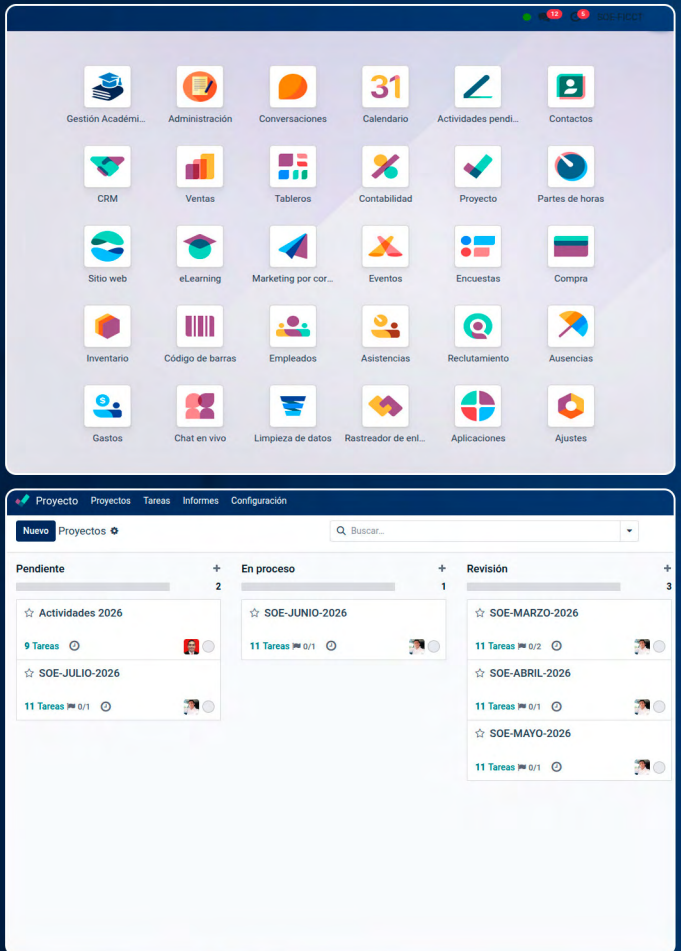 12 5 SOE FICCT
31
Gestión Académi... Administración Conversaciones Calendario Actividades pendi... Contactos
CRM Ventas Tableros Contabilidad Proyecto Partes de horas
Sitio web eLearning Marketing por cor... Eventos Encuestas Compra
Inventario Código de barras Empleados Asistencias Reclutamiento Ausencias
Gastos Chat en vivo Limpieza de datos Rastreador de enl... Aplicaciones Ajustes
Proyecto Proyectos Tareas Informes Configuración
Nuevo Proyectos Buscar...
Pendiente +
2
Actividades 2026
9 Tareas
SOE-JULIO-2026
11 Tareas 0/1
En proceso +
1
SOE-JUNIO-2026
11 Tareas 0/1
Revisión +
3
SOE-MARZO-2026
11 Tareas 0/2
SOE-ABRIL-2026
11 Tareas 0/1
SOE-MAYO-2026
11 Tareas 0/1